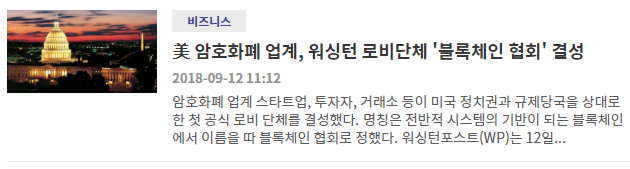 비즈니스
美 암호화폐 업계, 워싱턴 로비단체 '블록체인 협회' 결성
2018-09-12 11:12
암호화폐 업계 스타트업, 투자자, 거래소 등이 미국 정치권과 규제당국을 상대로
한 첫 공식 로비 단체를 결성했다. 명칭은 전반적 시스템의 기반이 되는 블록체인
에서 이름을 따 블록체인 협회로 정했다. 워싱턴포스트(WP)는 12일...